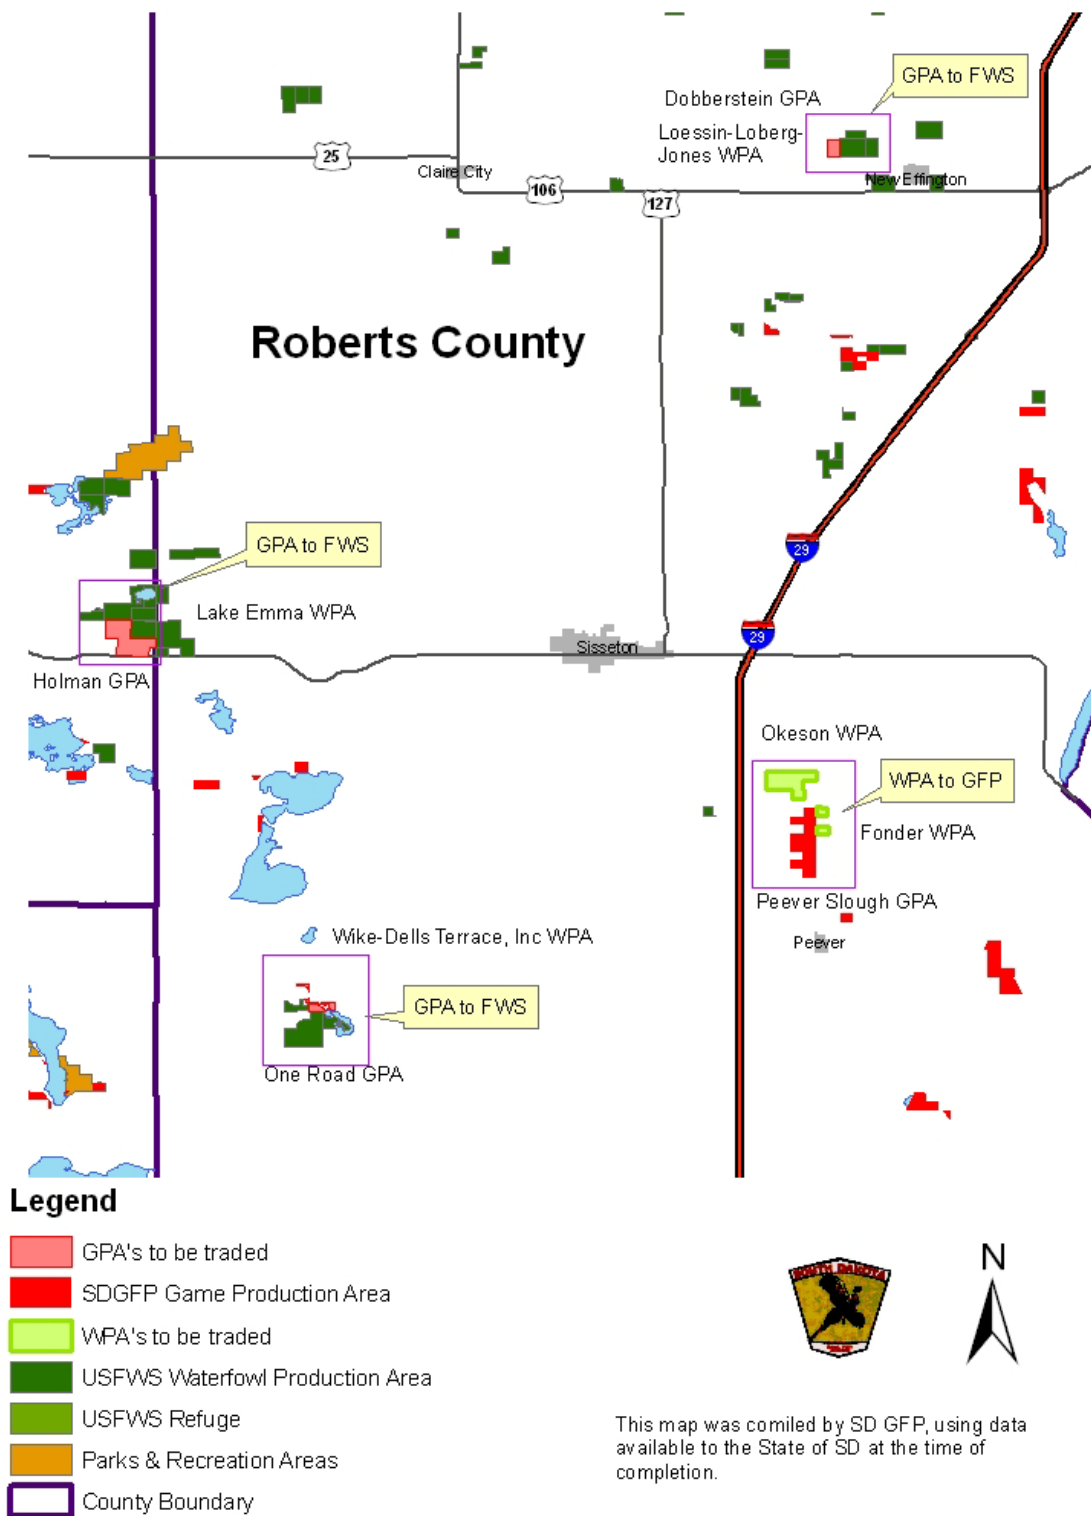 GPA to FWS
Dobberstein GPA
Loessin-Loberg-
Jones WPA
25
Claire City
106
New Effington
127
Roberts County
GPA to FWS
29
Lake Emma WPA
29
Sisseton
Holman GPA
Okeson WPA
WPA to GFP
Fonder WPA
Peever Slough GPA
Wike-Dells Terrace, Inc WPA
Peever
GPA to FWS
One Road GPA
Legend
GPA's to be traded
SDGFP Game Production Area
WPA's to be traded
USFWS Waterfowl Production Area
USFWS Refuge
Parks & Recreation Areas
County Boundary
SOUTH DAKOTA
N
This map was comiled by SD GFP, using data
available to the State of SD at the time of
completion.